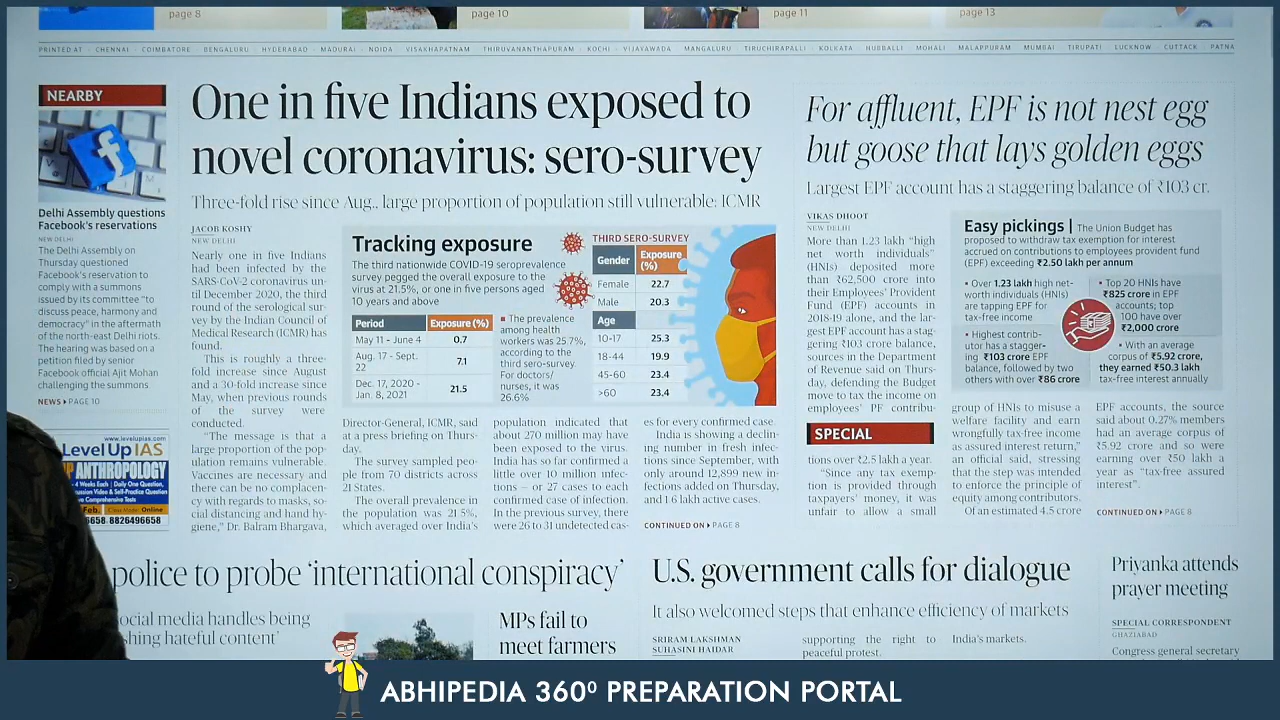 page 8
page 10
page 11
page 13
PRINTED AT · CHENNAI · COIMBATORE · BENGALURU · HYDERABAD · MADURAI · NOIDA · VISAKHAPATNAM · THIRUVANANTHAPURAM · KOCHI · VIJAYAWADA · MANGALURU · TIRUCHIRAPALLI · KOLKATA · HUBBALLI · MOHALI · MALAPPURAM · MUMBAI · TIRUPATI · LUCKNOW · CUTTACK · PATNA
NEARBY
Delhi Assembly questions
Facebook's reservations
NEW DELHI
The Delhi Assembly on
Thursday questioned
Facebook's reservation to
comply with a summons
issued by its committee "to
discuss peace, harmony and
democracy" in the aftermath
of the north-east Delhi riots.
The hearing was based on a
petition filed by senior
Facebook official Ajit Mohan
challenging the summons.
NEWS PAGE 10
www.levelupias.com
Level Up IAS
UP ANTHROPOLOGY
4 Weeks Each | Daily One Question,
ussion Video & Self-Practice Question
Comprehensive Tests
Feb. Class Mode: Online
6658-8826496658
One in five Indians exposed to
novel coronavirus: sero-survey
Three-fold rise since Aug., large proportion of population still vulnerable: ICMR
JACOB KOSHY
NEW DELHI
Nearly one in five Indians
had been infected by the
SARS-CoV-2 coronavirus un-
til December 2020, the third
round of the serological sur-
vey by the Indian Council of
Medical Research (ICMR) has
found.
This is roughly a three-
fold increase since August
and a 30-fold increase since
May, when previous rounds
of the survey were
conducted.
"The message is that a
large proportion of the pop-
ulation remains vulnerable.
Vaccines are necessary and
there can be no complacen-
cy with regards to masks, so-
cial distancing and hand hy-
giene," Dr. Balram Bhargava,
Tracking exposure
The third nationwide COVID-19 seroprevalence
survey pegged the overall exposure to the
virus at 21.5%, or one in five persons aged
10 years and above
Period Exposure (%)
May 11 - June 4 0.7
Aug. 17 - Sept.
22 7.1
Dec. 17, 2020 -
Jan. 8, 2021 21.5
■ The prevalence
among health
workers was 25.7%,
according to the
third sero-survey.
For doctors/
nurses, it was
26.6%
THIRD SERO-SURVEY
Gender Exposure
(%)
Female 22.7
Male 20.3
Age
10-17 25.3
18-44 19.9
45-60 23.4
>60 23.4
Director-General, ICMR, said
at a press briefing on Thurs-
day.
The survey sampled peo-
ple from 70 districts across
21 States.
The overall prevalence in
the population was 21.5%,
which averaged over India's
population indicated that
about 270 million may have
been exposed to the virus.
India has so far confirmed a
little over 10 million infec-
tions – or 27 cases to each
confirmed case of infection.
In the previous survey, there
were 26 to 31 undetected cas-
es for every confirmed case.
India is showing a declin-
ing number in fresh infec-
tions since September, with
only around 12,899 new in-
fections added on Thursday,
and 1.6 lakh active cases.
CONTINUED ON PAGE 8
For affluent, EPF is not nest egg
but goose that lays golden eggs
Largest EPF account has a staggering balance of ₹103 cr.
VIKAS DHOOT
NEW DELHI
More than 1.23 lakh "high
net worth individuals"
(HNIs) deposited more
than ₹62,500 crore into
their Employees' Provident
Fund (EPF) accounts in
2018-19 alone, and the lar-
gest EPF account has a stag-
gering ₹103 crore balance,
sources in the Department
of Revenue said on Thurs-
day, defending the Budget
move to tax the income on
employees' PF contribu-
SPECIAL
tions over ₹2.5 lakh a year.
"Since any tax exemp-
tion is provided through
taxpayers' money, it was
unfair to allow a small
Easy pickings | The Union Budget has
proposed to withdraw tax exemption for interest
accrued on contributions to employees provident fund
(EPF) exceeding ₹2.50 lakh per annum
• Over 1.23 lakh high net-
worth individuals (HNIs)
are tapping EPF for
tax-free income
• Top 20 HNIs have
₹825 crore in EPF
accounts; top
100 have over
₹2,000 crore
• Highest contrib-
utor has a stagger-
ing ₹103 crore EPF
balance, followed by two
others with over ₹86 crore
• With an average
corpus of ₹5.92 crore,
they earned ₹50.3 lakh
tax-free interest annually
group of HNIs to misuse a
welfare facility and earn
wrongfully tax-free income
as assured interest return,"
an official said, stressing
that the step was intended
to enforce the principle of
equity among contributors.
Of an estimated 4.5 crore
EPF accounts, the source
said about 0.27% members
had an average corpus of
₹5.92 crore and so were
earning over ₹50 lakh a
year as "tax-free assured
interest".
CONTINUED ON PAGE 8
police to probe 'international conspiracy'
ocial media handles being
shing hateful content'
MPs fail to
meet farmers
U.S. government calls for dialogue
It also welcomed steps that enhance efficiency of markets
SRIRAM LAKSHMAN
SUHASINI HAIDAR
supporting the right to
peaceful protest.
India's markets.
Priyanka attends
prayer meeting
SPECIAL CORRESPONDENT
GHAZIABAD
Congress general secretary
ABHIPEDIA 360⁰ PREPARATION PORTAL